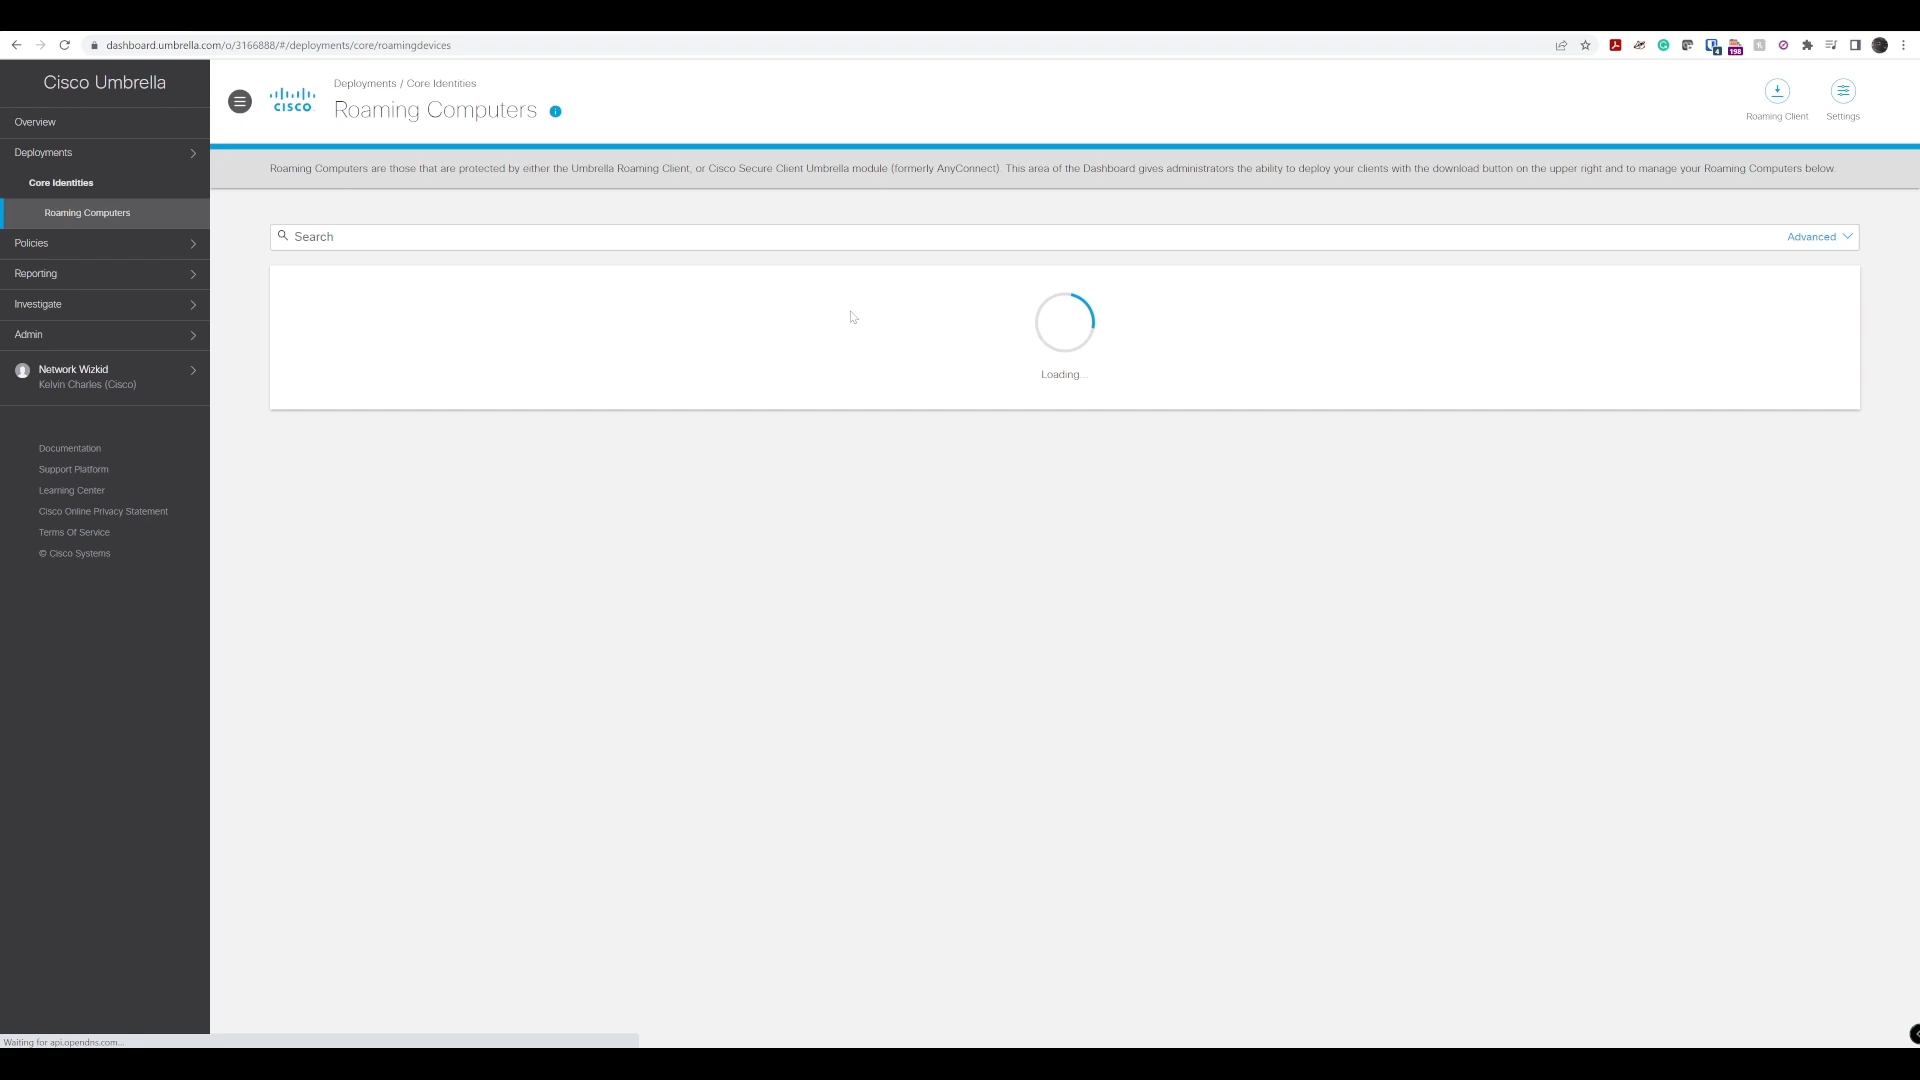 dashboard.umbrella.com/o/3166888/#/deployments/core/roamingdevices
4
198
Cisco Umbrella
Overview
Deployments
Core Identities
Roaming Computers
Policies
Reporting
Investigate
Admin
Network Wizkid
Kelvin Charles (Cisco)
Documentation
Support Platform
Learning Center
Cisco Online Privacy Statement
Terms Of Service
© Cisco Systems
CISCO
Deployments / Core Identities
Roaming Computers
Roaming Client
Settings
Roaming Computers are those that are protected by either the Umbrella Roaming Client, or Cisco Secure Client Umbrella module (formerly AnyConnect). This area of the Dashboard gives administrators the ability to deploy your clients with the download button on the upper right and to manage your Roaming Computers below.
Search
Advanced
Loading...
Waiting for api.opendns.com...